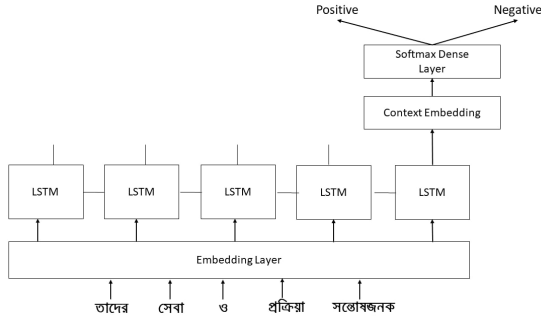 Positive Negative
Softmax Dense
Layer
Context Embedding
LSTM LSTM LSTM LSTM LSTM
Embedding Layer
তাদের সেবা ও প্রক্রিয়া সন্তোষজনক